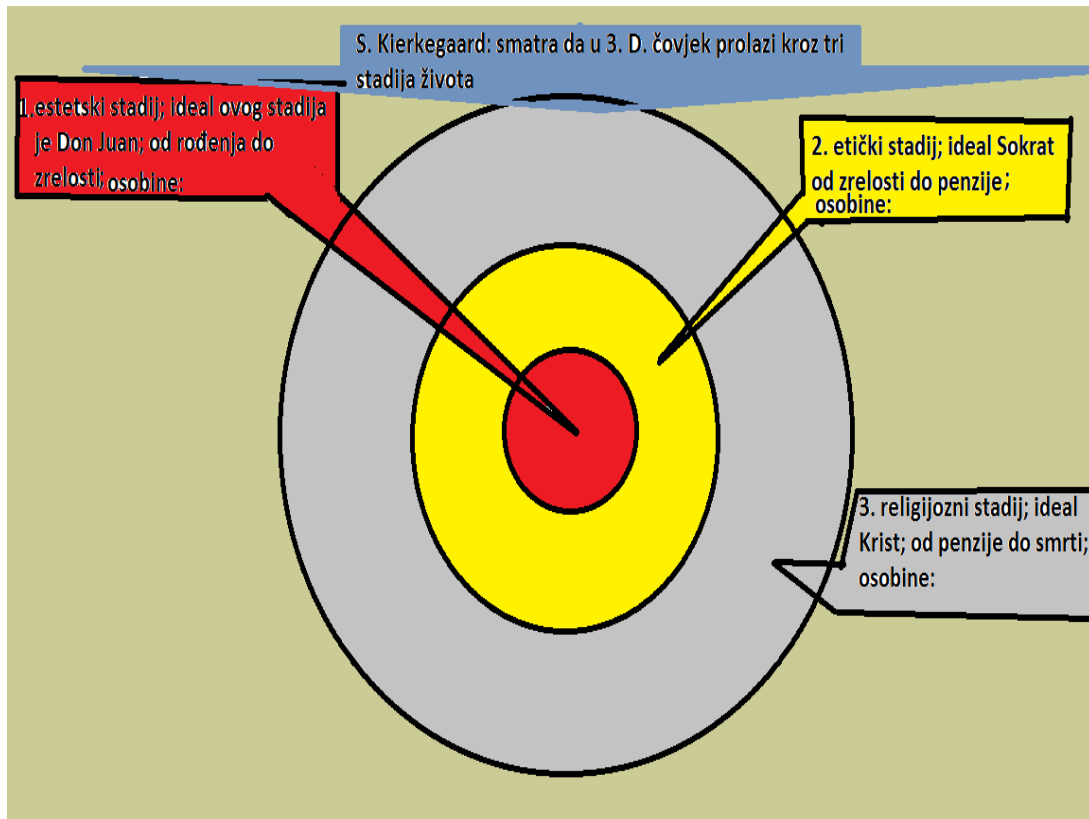 S. Kierkegaard: smatra da u 3. D. čovjek prolazi kroz tri
stadija života
1.estetski stadij; ideal ovog stadija
je Don Juan; od rođenja do
zrelosti; osobine:
2. etički stadij; ideal Sokrat
od zrelosti do penzije;
osobine:
3. religijozni stadij; ideal
Krist; od penzije do smrti;
osobine: